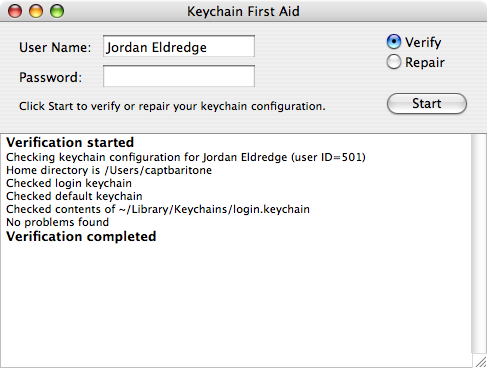 Keychain First Aid
User Name: Jordan Eldredge
Verify
Repair
Password:
Click Start to verify or repair your keychain configuration.
Start
Verification started
Checking keychain configuration for Jordan Eldredge (user ID=501)
Home directory is /Users/captbaritone
Checked login keychain
Checked default keychain
Checked contents of ~/Library/Keychains/login.keychain
No problems found
Verification completed